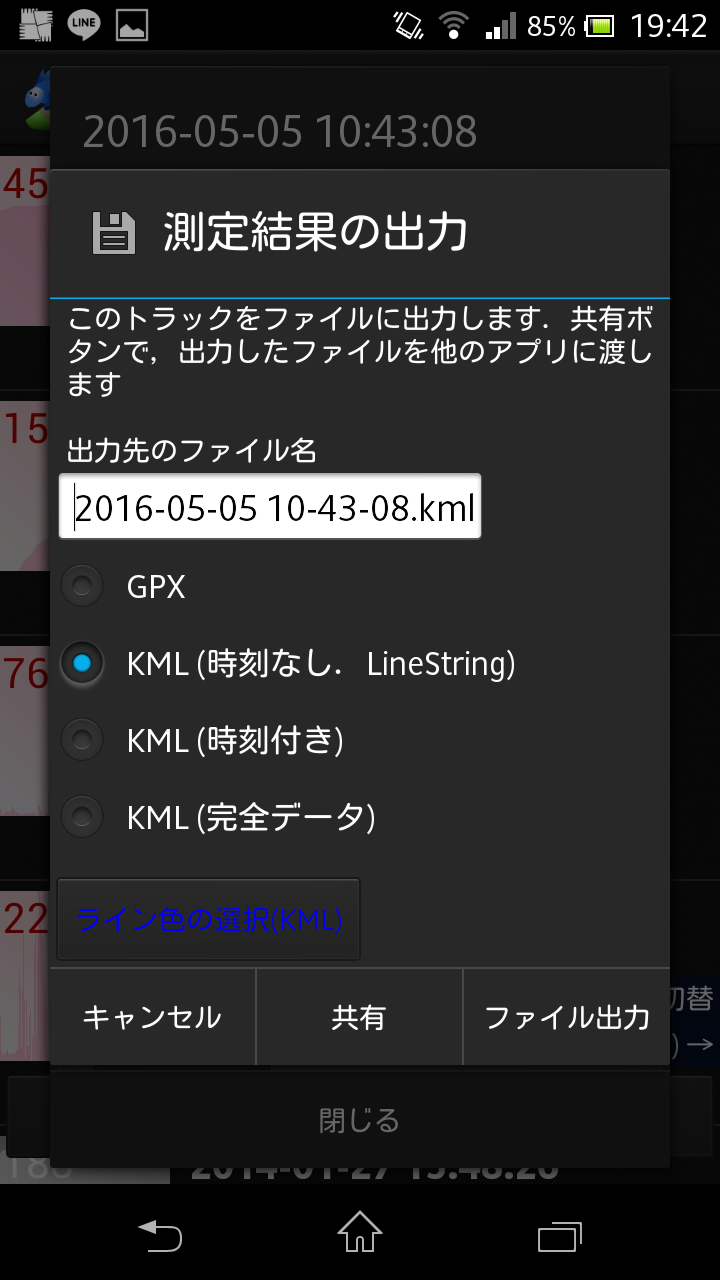 LINE
85%
19:42
2016-05-05 10:43:08
45
測定結果の出力
このトラックをファイルに出力します．共有ボ
タンで，出力したファイルを他のアプリに渡し
ます
15
出力先のファイル名
2016-05-05 10-43-08.kml
GPX
KML (時刻なし．LineString)
76
KML (時刻付き)
KML (完全データ)
22
ライン色の選択(KML)
切替
キャンセル
共有
ファイル出力
) →
閉じる
2014-01-27 15:48:26